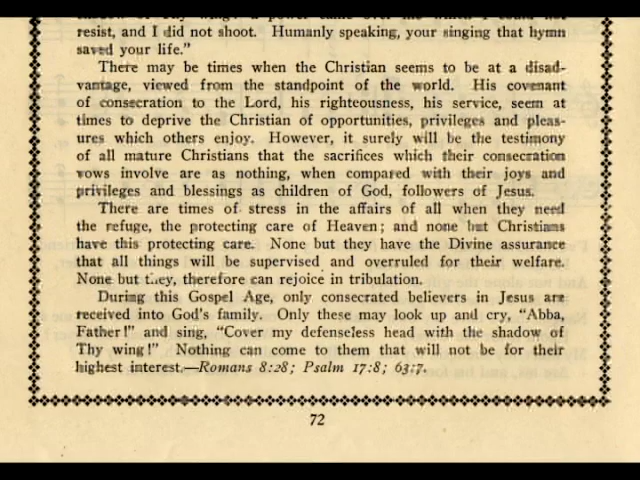 shadow of Thy wing!' a power came over me which I could not
resist, and I did not shoot. Humanly speaking, your singing that hymn
saved your life."
There may be times when the Christian seems to be at a disad-
vantage, viewed from the standpoint of the world. His covenant
of consecration to the Lord, his righteousness, his service, seem at
times to deprive the Christian of opportunities, privileges and pleas-
ures which others enjoy. However, it surely will be the testimony
of all mature Christians that the sacrifices which their consecration
vows involve are as nothing, when compared with their joys and
privileges and blessings as children of God, followers of Jesus.
There are times of stress in the affairs of all when they need
the refuge, the protecting care of Heaven; and none but Christians
have this protecting care. None but they have the Divine assurance
that all things will be supervised and overruled for their welfare.
None but they, therefore can rejoice in tribulation.
During this Gospel Age, only consecrated believers in Jesus are
received into God's family. Only these may look up and cry, "Abba,
Father!" and sing, "Cover my defenseless head with the shadow of
Thy wing!" Nothing can come to them that will not be for their
highest interest.—Romans 8:28; Psalm 17:8; 63:7.
72